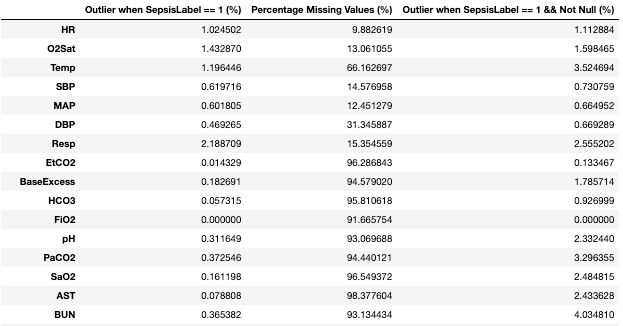 Outlier when SepsisLabel == 1 (%) Percentage Missing Values (%) Outlier when SepsisLabel == 1 && Not Null (%)
HR 1.024502 9.882619 1.112884
O2Sat 1.432870 13.061055 1.598465
Temp 1.196446 66.162697 3.524694
SBP 0.619716 14.576958 0.730759
MAP 0.601805 12.451279 0.664952
DBP 0.469265 31.345887 0.669289
Resp 2.188709 15.354559 2.555202
EtCO2 0.014329 96.286843 0.133467
BaseExcess 0.182691 94.579020 1.785714
HCO3 0.057315 95.810618 0.926999
FiO2 0.000000 91.665754 0.000000
pH 0.311649 93.069688 2.332440
PaCO2 0.372546 94.440121 3.296355
SaO2 0.161198 96.549372 2.484815
AST 0.078808 98.377604 2.433628
BUN 0.365382 93.134434 4.034810